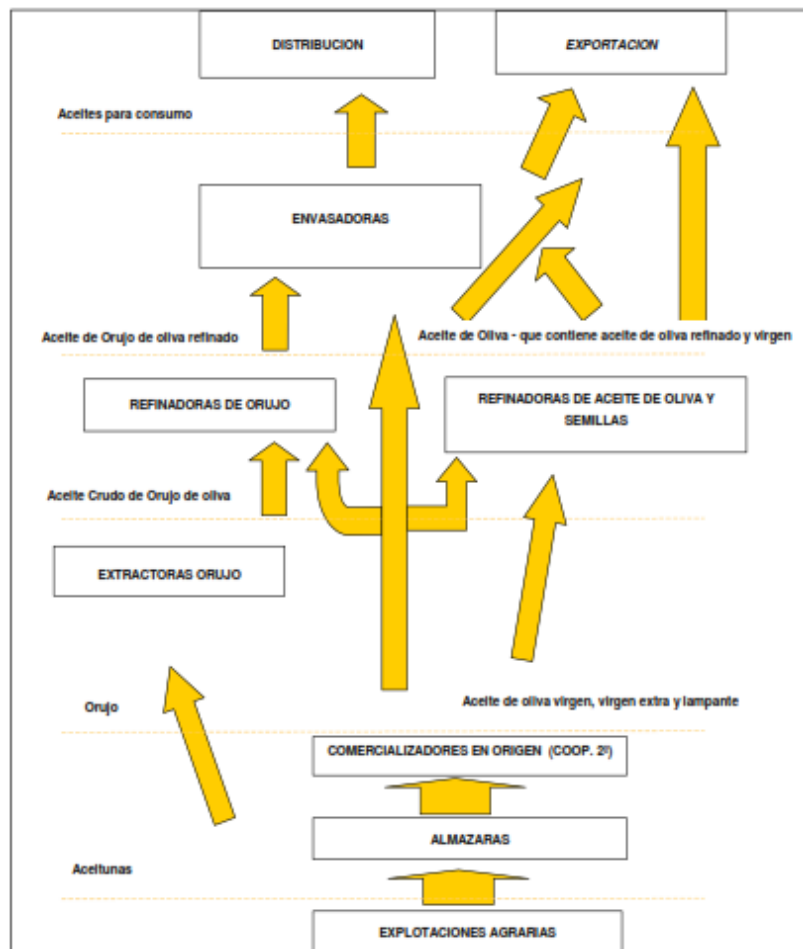 DISTRIBUCION
EXPORTACION
Aceites para consumo
ENVASADORAS
Aceite de Orujo de oliva refinado
Aceite de Oliva - que contiene aceite de oliva refinado y virgen
REFINADORAS DE ORUJO
REFINADORAS DE ACEITE DE OLIVA Y
SEMILLAS
Aceite Crudo de Orujo de oliva
EXTRACTORAS ORUJO
Orujo
Aceite de oliva virgen, virgen extra y lampante
COMERCIALIZADORES EN ORIGEN (COOP. 2ª)
ALMAZARAS
Aceitunas
EXPLOTACIONES AGRARIAS